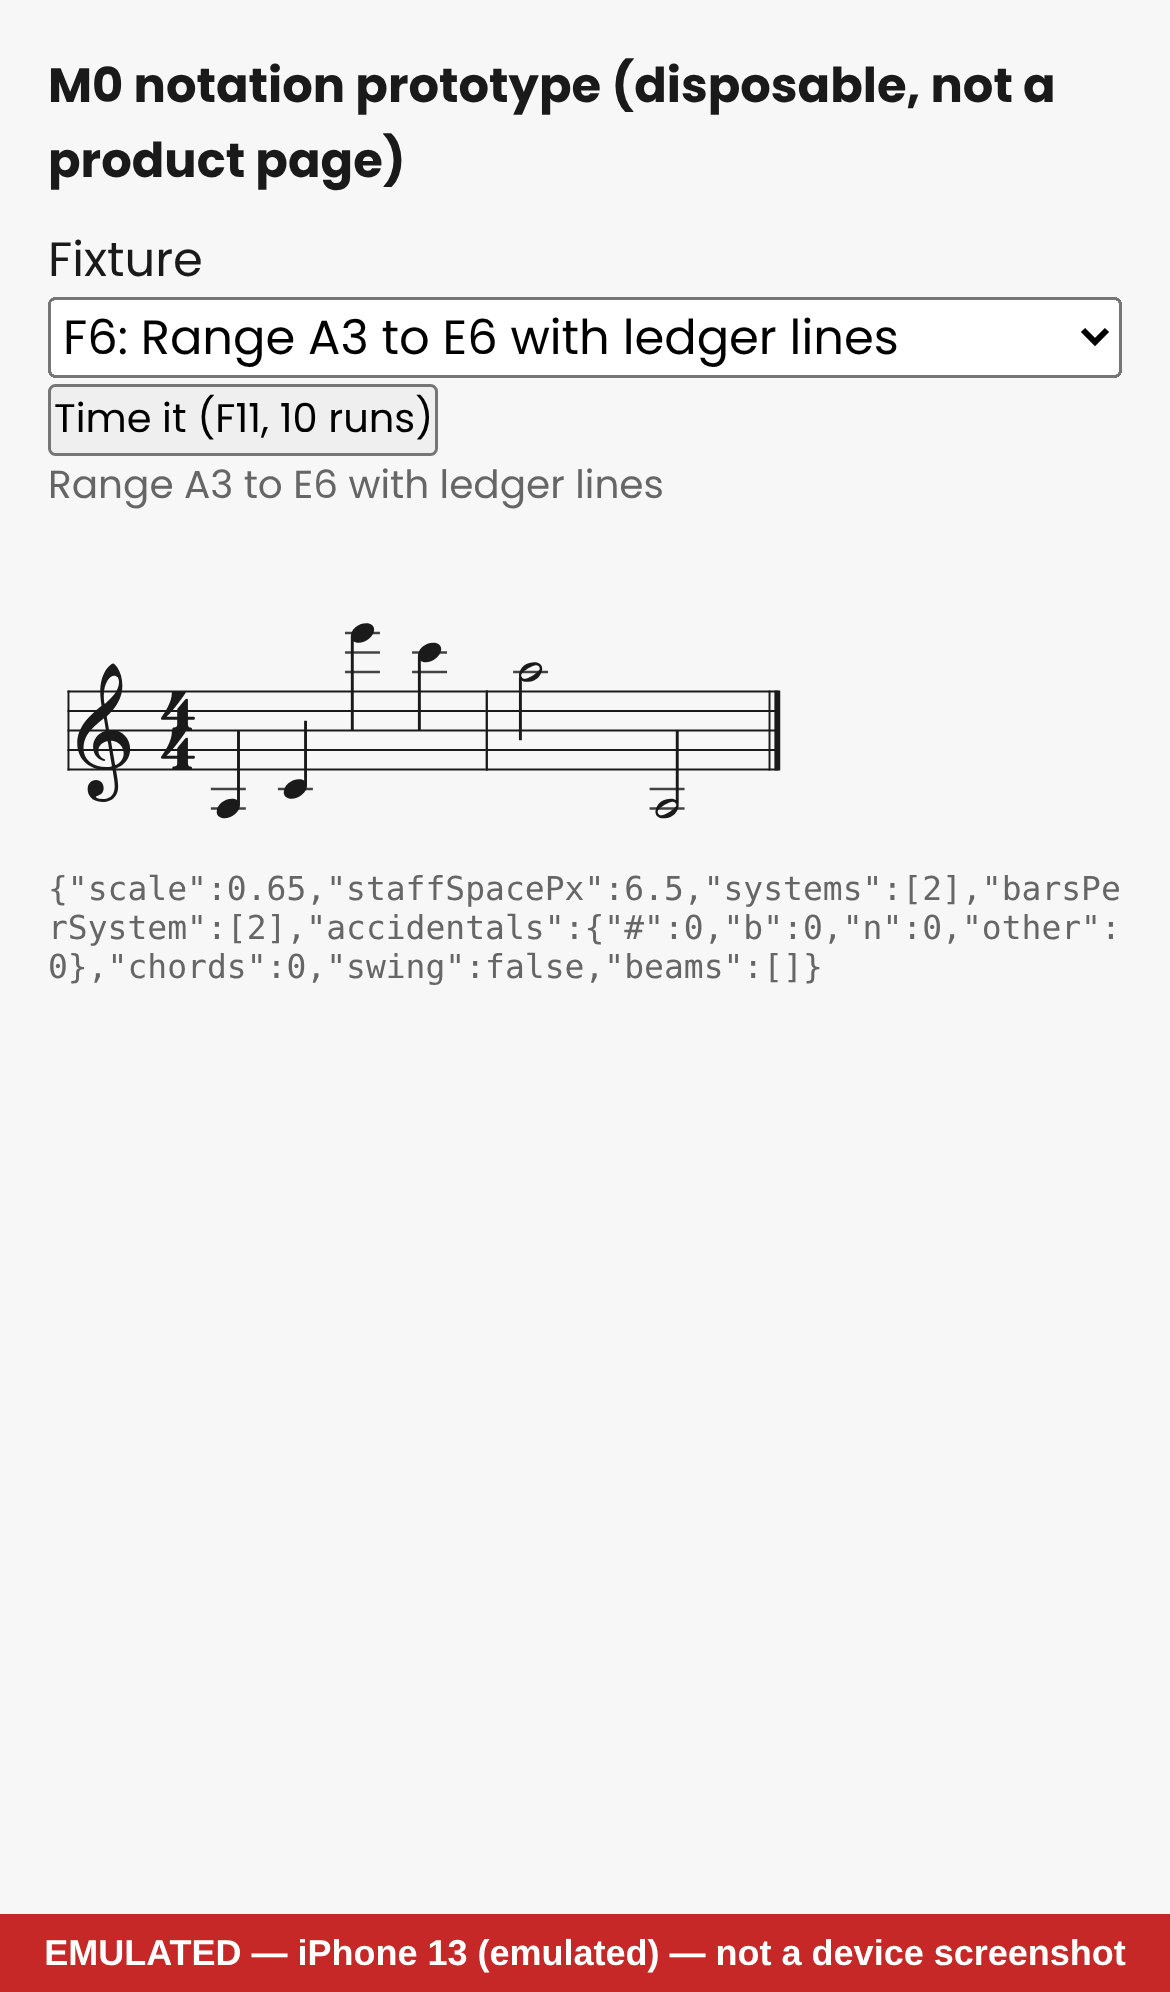 M0 notation prototype (disposable, not a
product page)
Fixture
F6: Range A3 to E6 with ledger lines
Time it (F11, 10 runs)
Range A3 to E6 with ledger lines
4
4
{"scale":0.65,"staffSpacePx":6.5,"systems":[2],"barsPe
rSystem":[2],"accidentals":{"#":0,"b":0,"n":0,"other":
0},"chords":0,"swing":false,"beams":[]}
EMULATED — iPhone 13 (emulated) — not a device screenshot